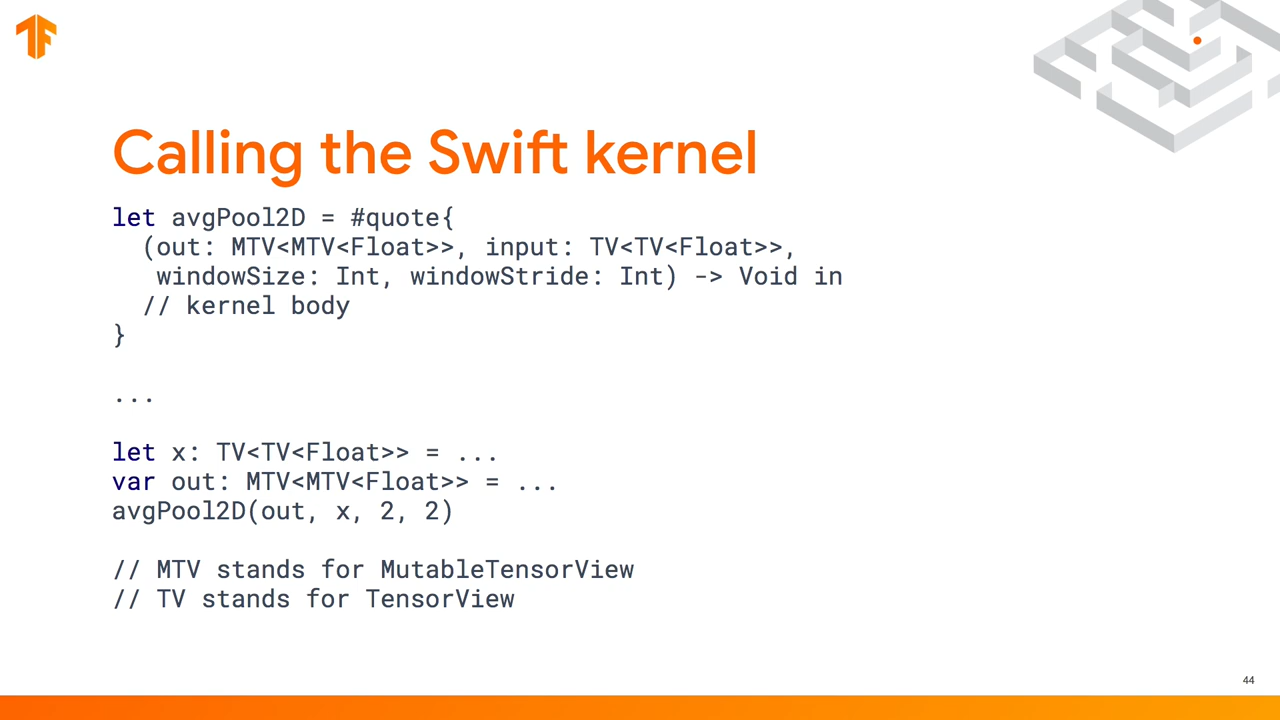 Calling the Swift kernel
let avgPool2D = #quote{
  (out: MTV<MTV<Float>>, input: TV<TV<Float>>,
   windowSize: Int, windowStride: Int) -> Void in
  // kernel body
}
...
let x: TV<TV<Float>> = ...
var out: MTV<MTV<Float>> = ...
avgPool2D(out, x, 2, 2)
// MTV stands for MutableTensorView
// TV stands for TensorView
44